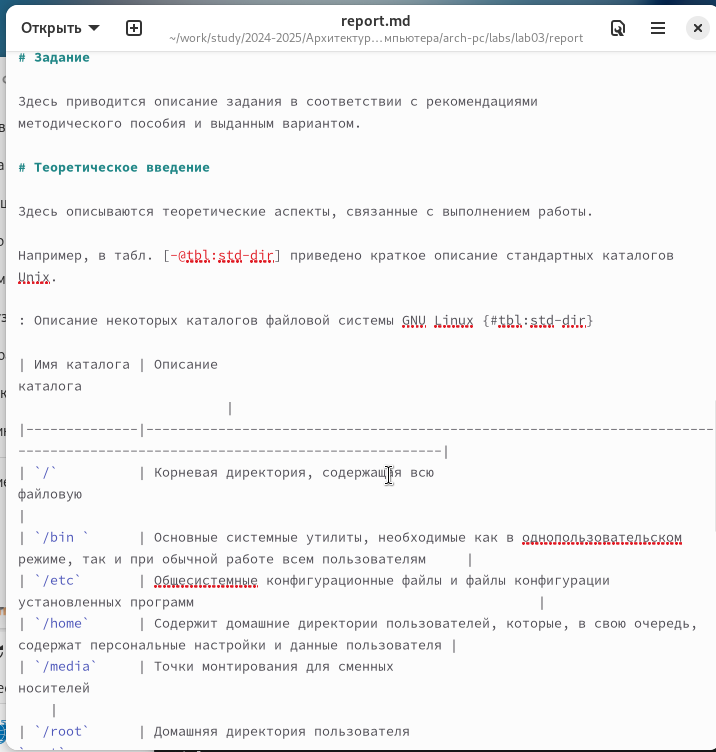 Открыть
report.md
~/work/study/2024-2025/Архитектур...мпьютера/arch-pc/labs/lab03/report
# Задание
Здесь приводится описание задания в соответствии с рекомендациями
методического пособия и выданным вариантом.
# Теоретическое введение
Здесь описываются теоретические аспекты, связанные с выполнением работы.
Например, в табл. [-@tbl:std-dir] приведено краткое описание стандартных каталогов
Unix.
: Описание некоторых каталогов файловой системы GNU Linux {#tbl:std-dir}
| Имя каталога | Описание
каталога
|
|--------------|-----------------------------------------------------------------------
-----------------------------------------------------|
| `/`          | Корневая директория, содержащая всю
файловую
|
| `/bin `      | Основные системные утилиты, необходимые как в однопользовательском
режиме, так и при обычной работе всем пользователям     |
| `/etc`       | Общесистемные конфигурационные файлы и файлы конфигурации
установленных программ                                           |
| `/home`      | Содержит домашние директории пользователей, которые, в свою очередь,
содержат персональные настройки и данные пользователя |
| `/media`     | Точки монтирования для сменных
носителей
|
| `/root`      | Домашняя директория пользователя